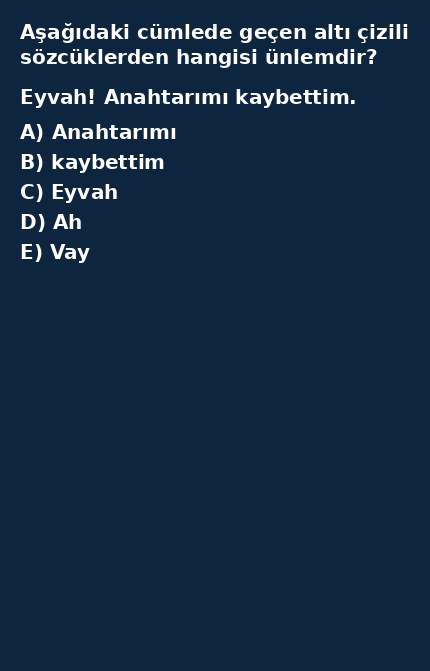 Aşağıdaki cümlede geçen altı çizili
sözcüklerden hangisi ünlemdir?
Eyvah! Anahtarımı kaybettim.
A) Anahtarımı
B) kaybettim
C) Eyvah
D) Ah
E) Vay